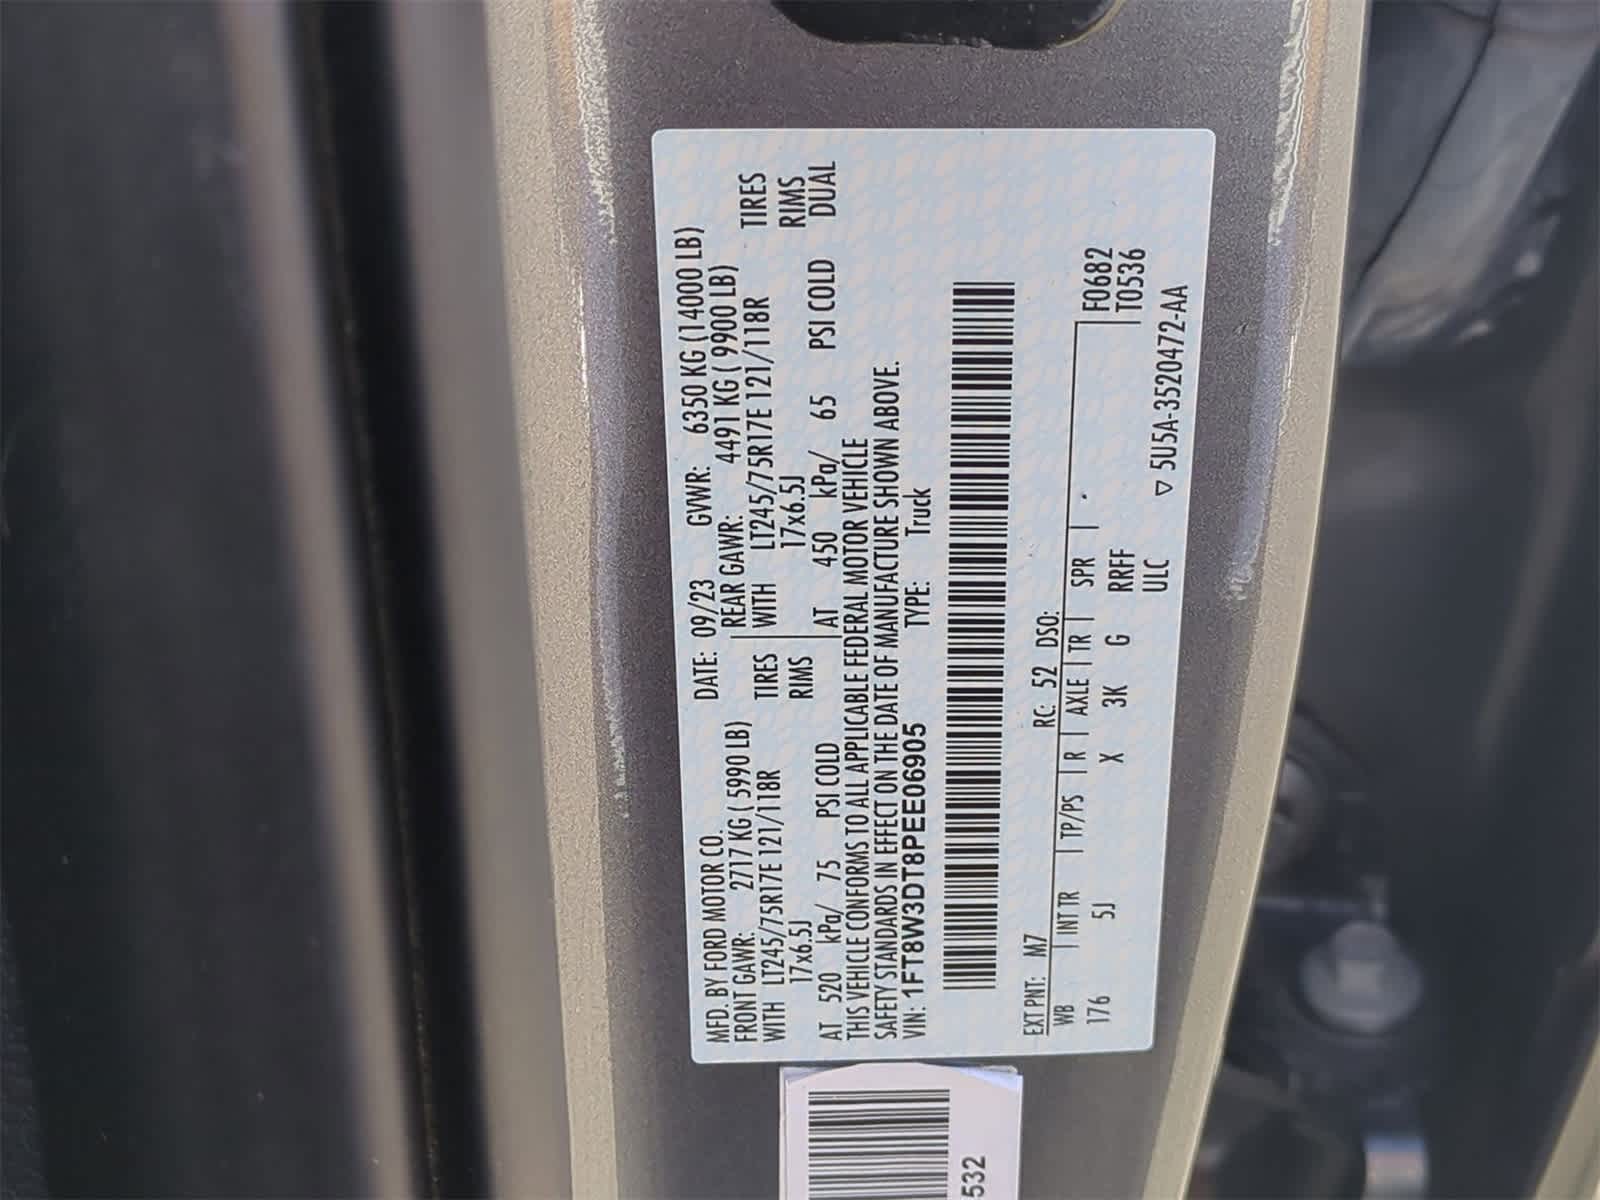 MFD. BY FORD MOTOR CO. DATE: 09/23 GVWR: 6350 KG (14000 LB)
FRONT GAWR: 2717 KG ( 5990 LB) REAR GAWR: 4491 KG ( 9900 LB)
WITH LT245/75R17E 121/118R TIRES WITH LT245/75R17E 121/118R TIRES
17x6.5J RIMS 17x6.5J RIMS
AT 520 kPa/ 75 PSI COLD AT 450 kPa/ 65 PSI COLD DUAL
THIS VEHICLE CONFORMS TO ALL APPLICABLE FEDERAL MOTOR VEHICLE
SAFETY STANDARDS IN EFFECT ON THE DATE OF MANUFACTURE SHOWN ABOVE.
VIN: 1FT8W3DT8PEE06905 TYPE: Truck
EXT PNT: M7 RC: 52 DSO: F0682
WB INT TR TP/PS R AXLE TR SPR T0536
176 5J X 3K G RRFF
ULC
▽ 5U5A-3520472-AA
532